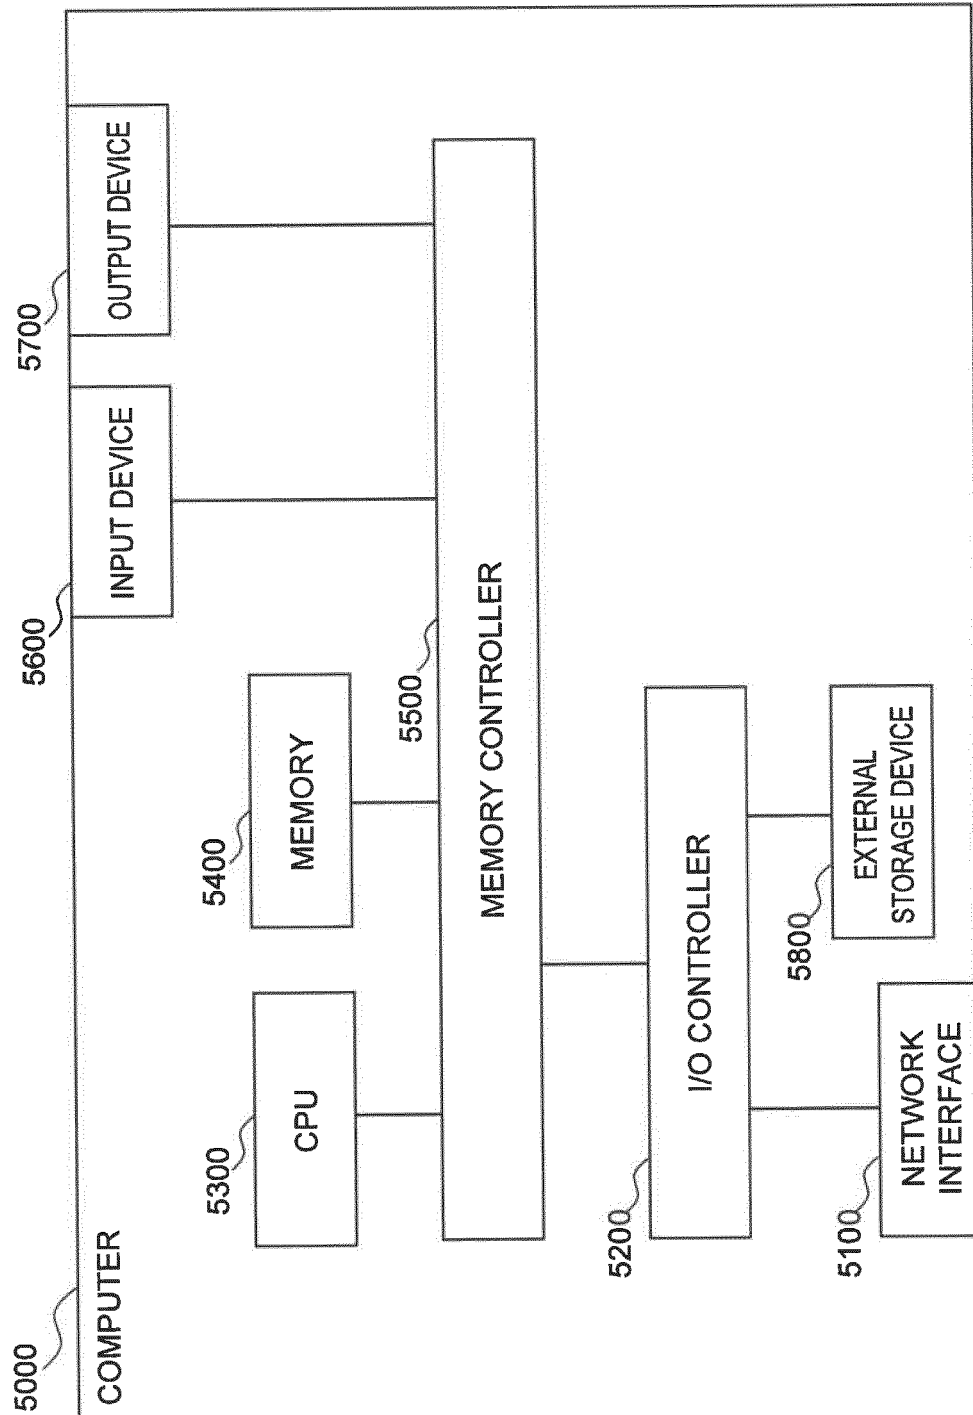 5000
COMPUTER
5300
CPU
5400
MEMORY
5600
INPUT DEVICE
5700
OUTPUT DEVICE
5500
MEMORY CONTROLLER
5200
I/O CONTROLLER
5100
NETWORK
INTERFACE
5800
EXTERNAL
STORAGE DEVICE